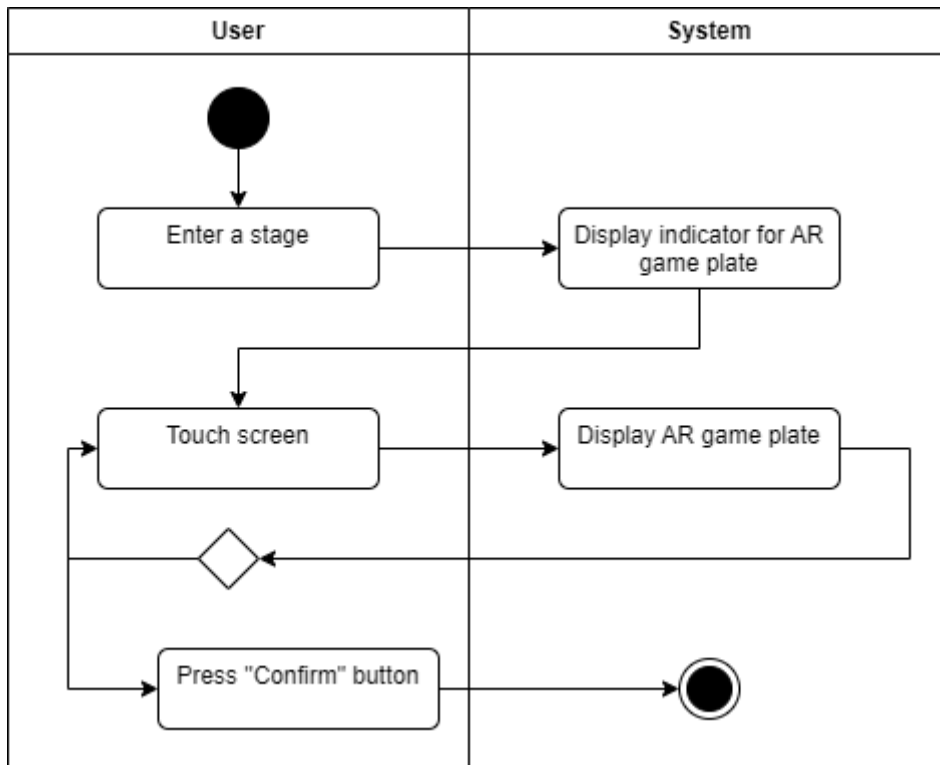 User
System
Enter a stage
Display indicator for AR
game plate
Touch screen
Display AR game plate
Press "Confirm" button